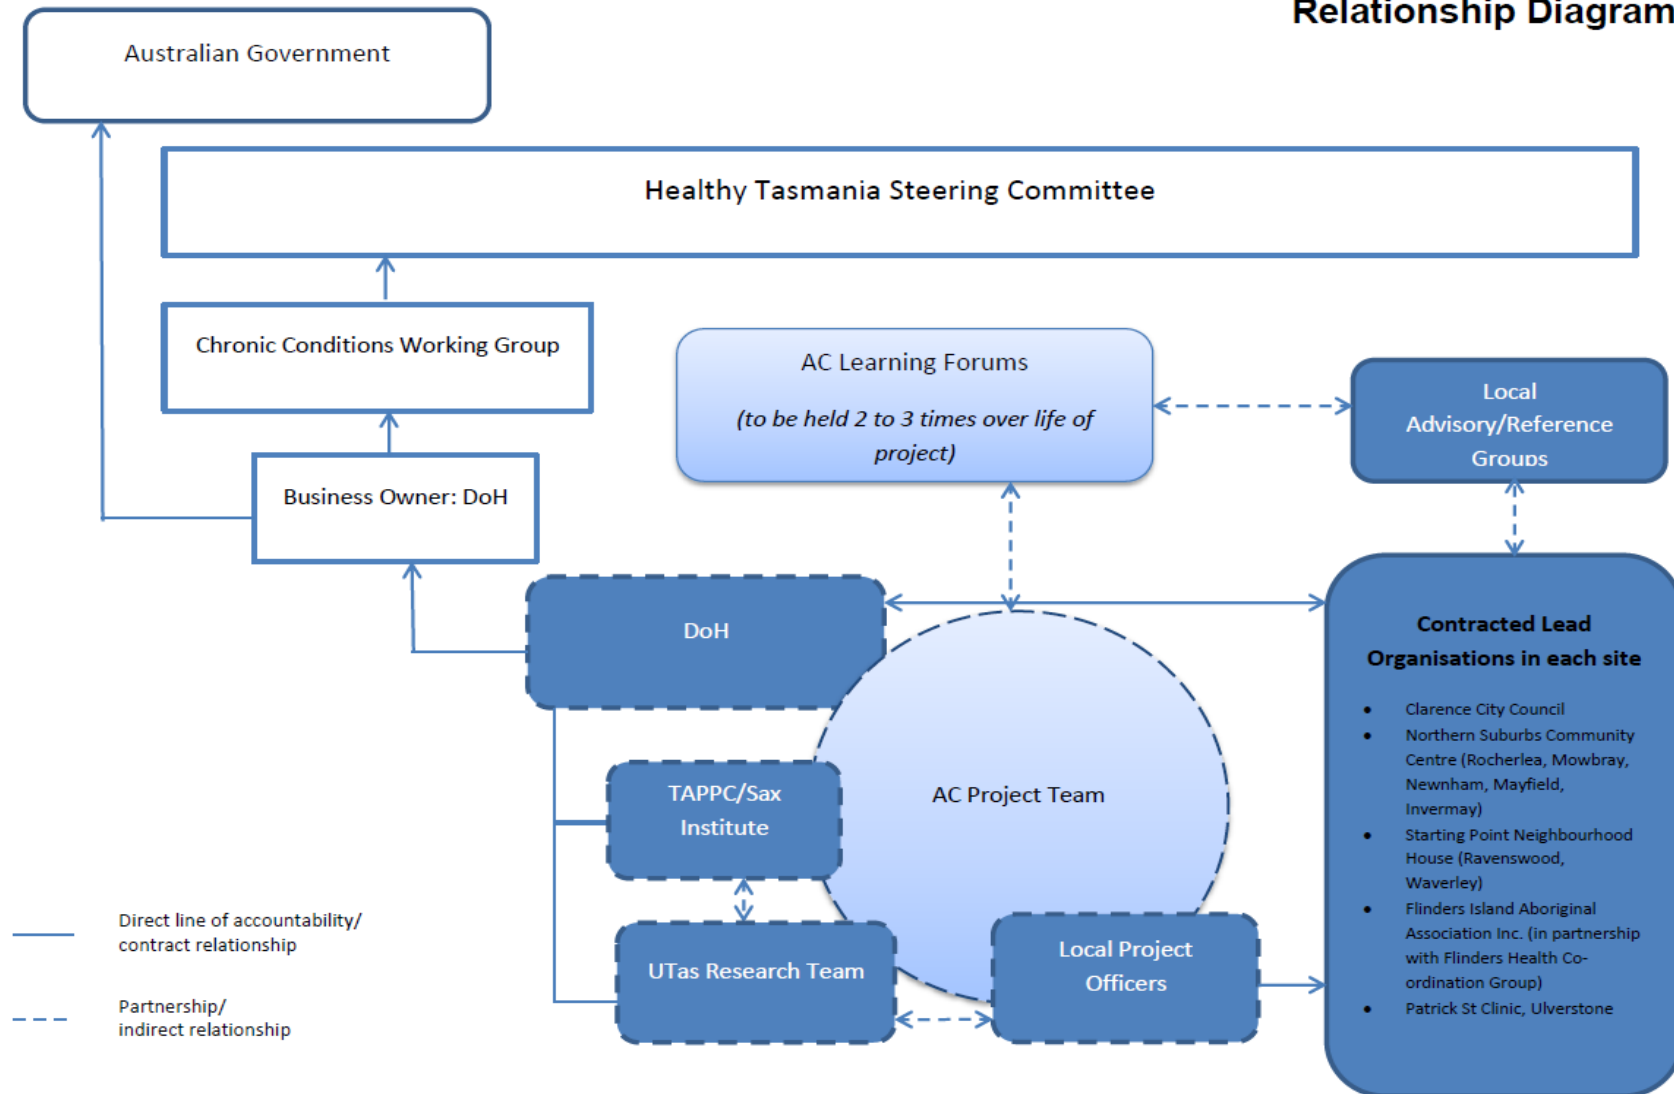 Relationship Diagram
Australian Government
Healthy Tasmania Steering Committee
Chronic Conditions Working Group
AC Learning Forums
(to be held 2 to 3 times over life of
project)
Local
Advisory/Reference
Groups
Business Owner: DoH
DoH
Contracted Lead
Organisations in each site
• Clarence City Council
• Northern Suburbs Community
Centre (Rocherlea, Mowbray,
Newnham, Mayfield,
Invermay)
• Starting Point Neighbourhood
House (Ravenswood,
Waverley)
• Flinders Island Aboriginal
Association Inc. (in partnership
with Flinders Health Co-
ordination Group)
• Patrick St Clinic, Ulverstone
TAPPC/Sax
Institute
AC Project Team
UTas Research Team
Local Project
Officers
Direct line of accountability/
contract relationship
Partnership/
indirect relationship